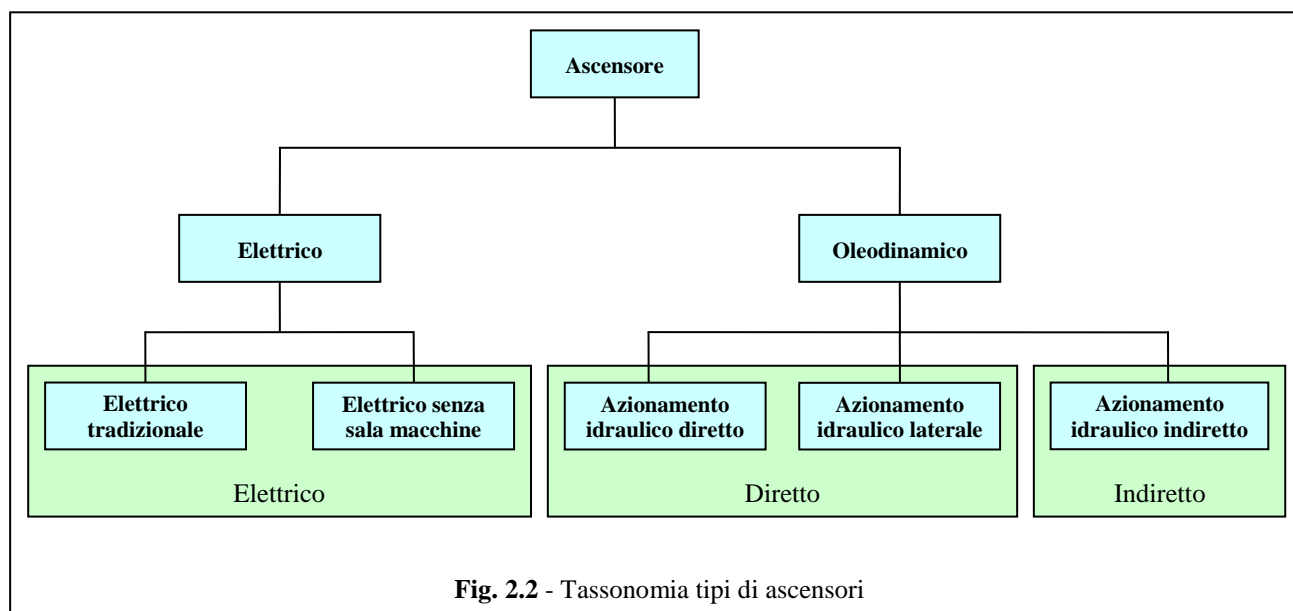 Ascensore
Elettrico
Oleodinamico
Elettrico
tradizionale
Elettrico senza
sala macchine
Azionamento
idraulico diretto
Azionamento
idraulico laterale
Azionamento
idraulico indiretto
Elettrico
Diretto
Indiretto
Fig. 2.2 - Tassonomia tipi di ascensori